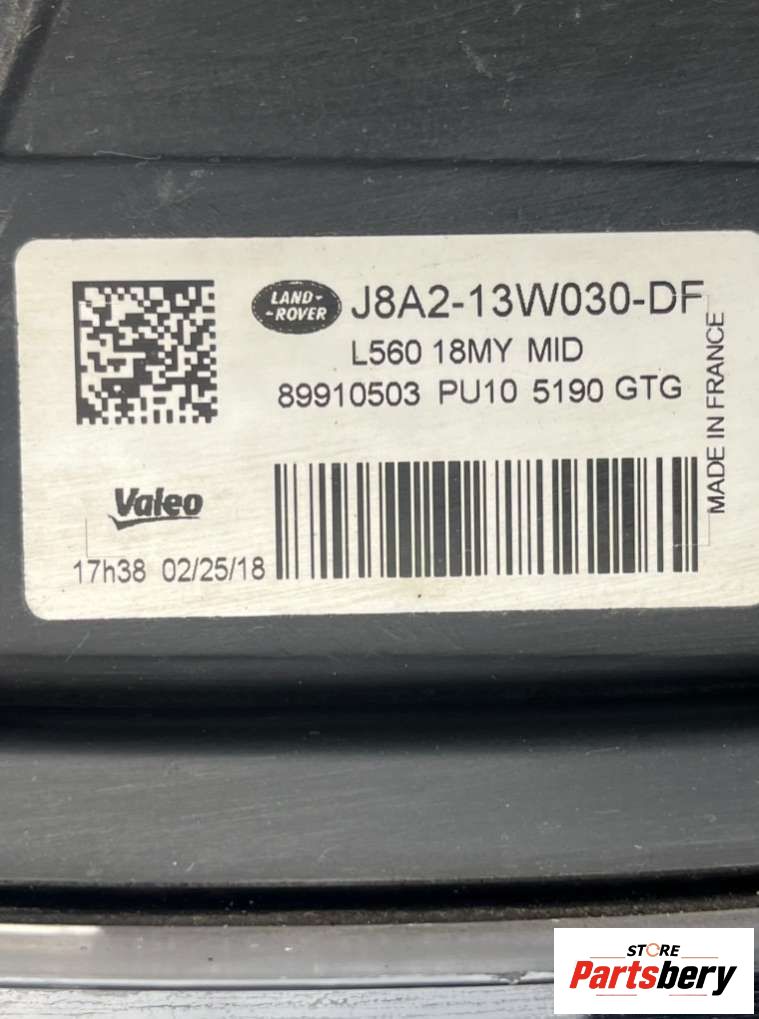 LAND-
-ROVER
J8A2-13W030-DF
L560 18MY MID
89910503 PU10 5190 GTG
MADE IN FRANCE
Valeo
17h38 02/25/18
STORE
Partsbery